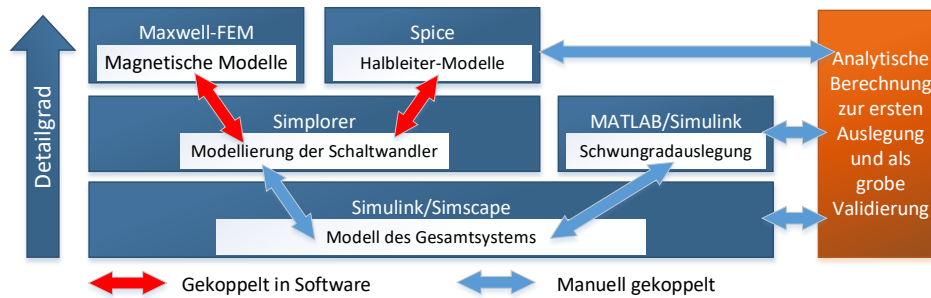 Detailgrad
Maxwell-FEM
Magnetische Modelle
Spice
Halbleiter-Modelle
Simplorer
Modellierung der Schaltwandler
MATLAB/Simulink
Schwungradauslegung
Simulink/Simscape
Modell des Gesamtsystems
Analytische
Berechnung
zur ersten
Auslegung
und als
grobe
Validierung
Gekoppelt in Software
Manuell gekoppelt